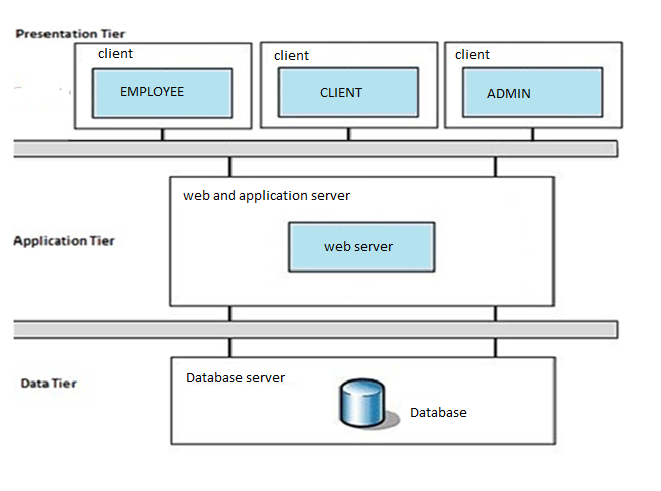 Presentation Tier
client
client
client
EMPLOYEE
CLIENT
ADMIN
web and application server
Application Tier
web server
Data Tier
Database server
Database